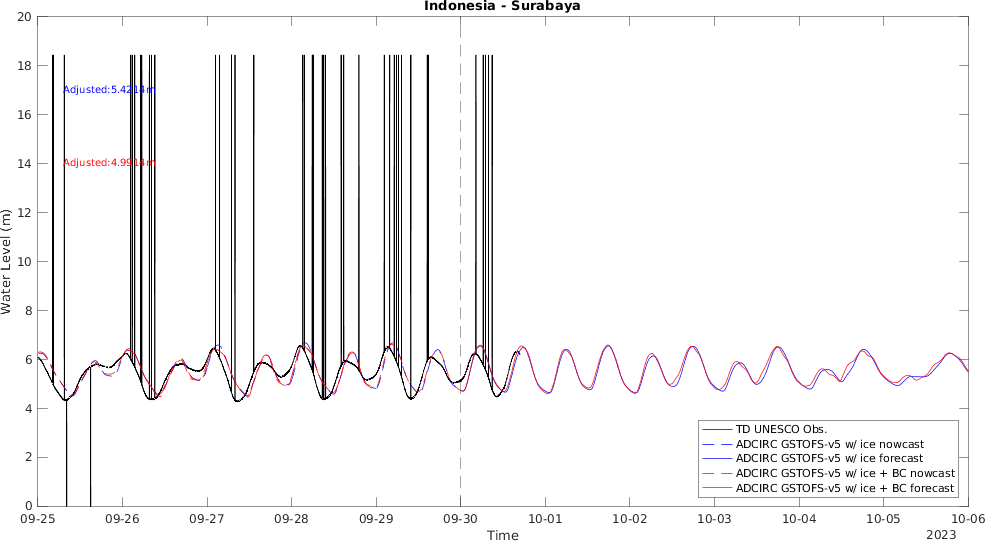 Indonesia - Surabaya
20
18
16
14
12
10
8
6
4
2
0
Water Level (m)
Adjusted:5.4214m
Adjusted:4.9914m
TD UNESCO Obs.
ADCIRC GSTOFS-v5 w/ ice nowcast
ADCIRC GSTOFS-v5 w/ ice forecast
ADCIRC GSTOFS-v5 w/ ice + BC nowcast
ADCIRC GSTOFS-v5 w/ ice + BC forecast
09-25 09-26 09-27 09-28 09-29 09-30 10-01 10-02 10-03 10-04 10-05 10-06
Time
2023